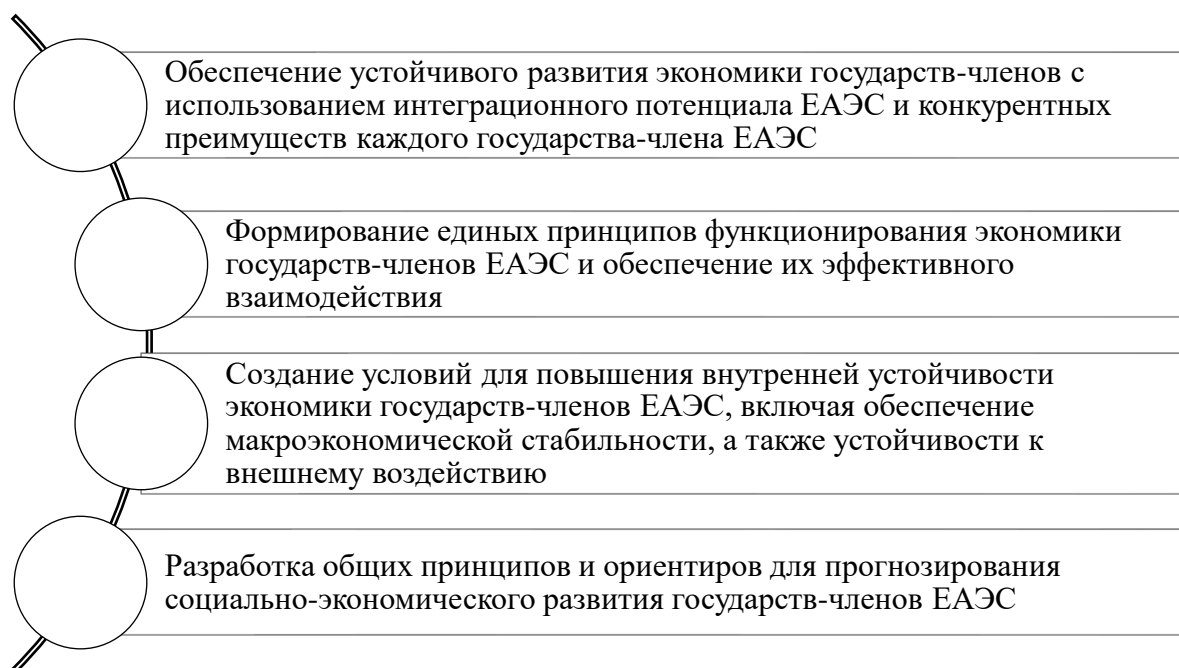 Обеспечение устойчивого развития экономики государств-членов с
использованием интеграционного потенциала ЕАЭС и конкурентных
преимуществ каждого государства-члена ЕАЭС
Формирование единых принципов функционирования экономики
государств-членов ЕАЭС и обеспечение их эффективного
взаимодействия
Создание условий для повышения внутренней устойчивости
экономики государств-членов ЕАЭС, включая обеспечение
макроэкономической стабильности, а также устойчивости к
внешнему воздействию
Разработка общих принципов и ориентиров для прогнозирования
социально-экономического развития государств-членов ЕАЭС